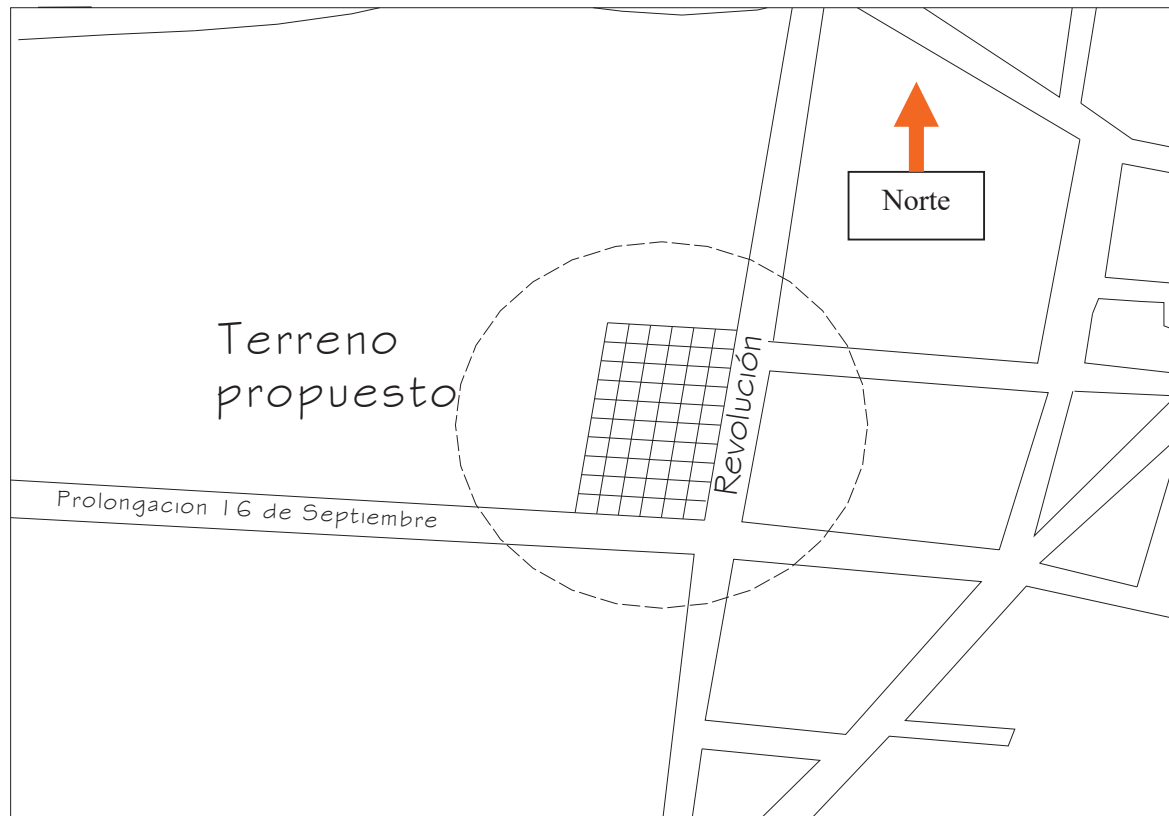 Norte
Terreno
propuesto
Revolución
Prolongacion 16 de Septiembre